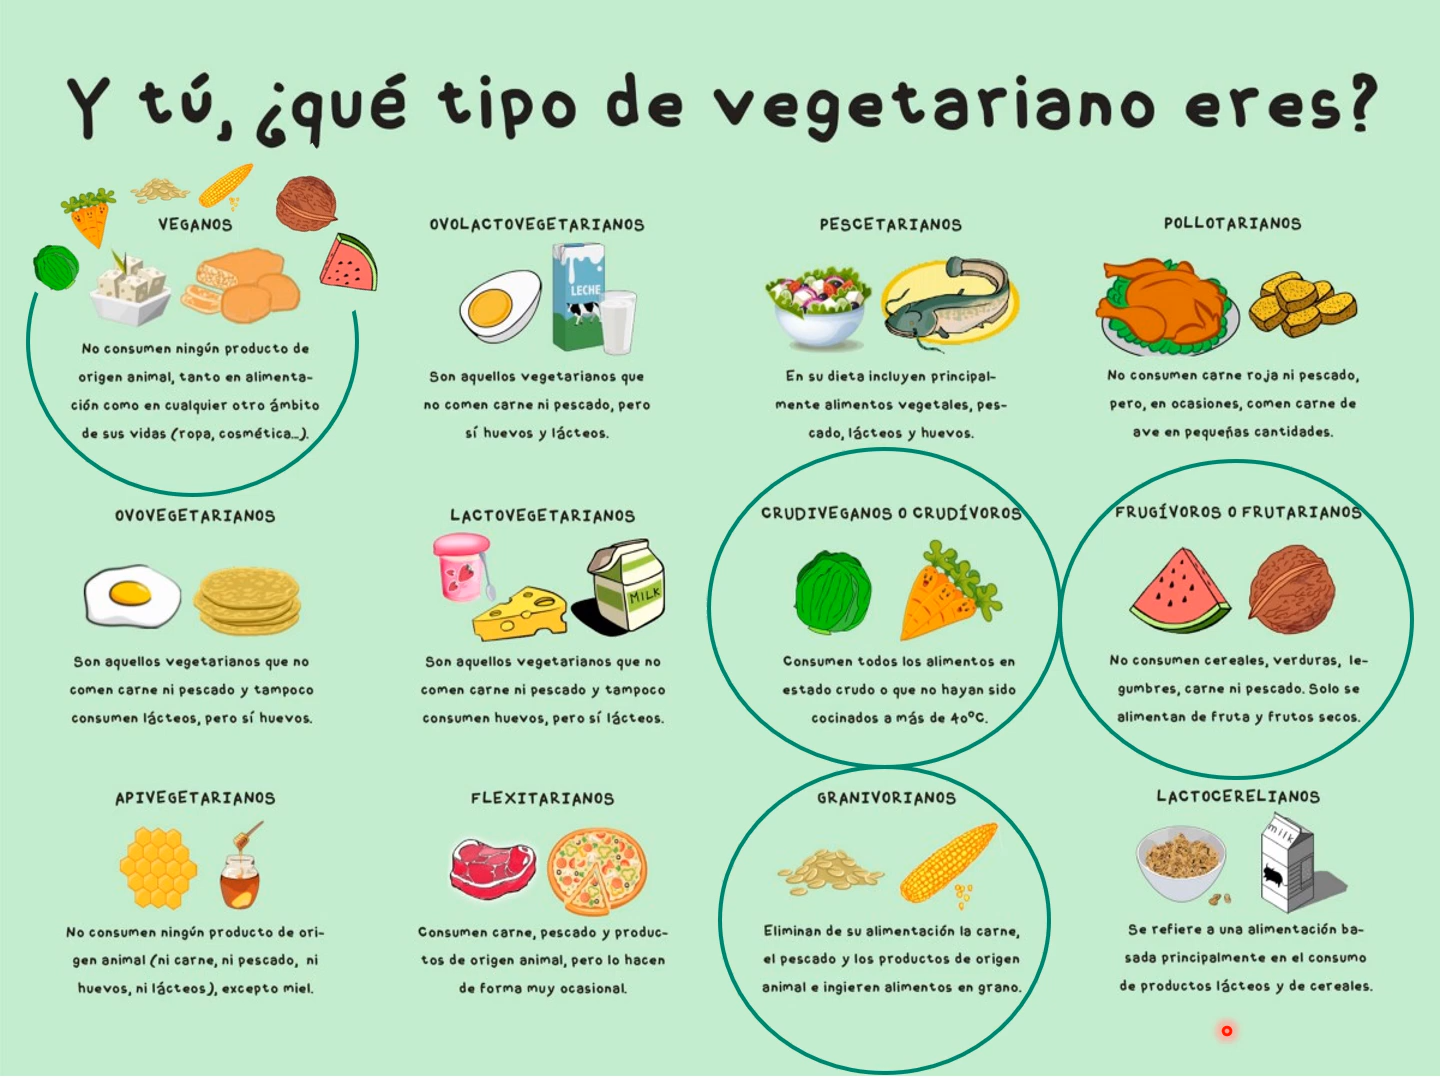 Y tú, ¿qué tipo de vegetariano eres?
VEGANOS
No consumen ningún producto de
origen animal, tanto en alimenta-
ción como en cualquier otro ámbito
de sus vidas (ropa, cosmética...).
OVOLACTOVEGETARIANOS
LECHE
Son aquellos vegetarianos que
no comen carne ni pescado, pero
sí huevos y lácteos.
PESCETARIANOS
En su dieta incluyen principal-
mente alimentos vegetales, pes-
cado, lácteos y huevos.
POLLOTARIANOS
No consumen carne roja ni pescado,
pero, en ocasiones, comen carne de
ave en pequeñas cantidades.
OVOVEGETARIANOS
Son aquellos vegetarianos que no
comen carne ni pescado y tampoco
consumen lácteos, pero sí huevos.
LACTOVEGETARIANOS
MILK
Son aquellos vegetarianos que no
comen carne ni pescado y tampoco
consumen huevos, pero sí lácteos.
CRUDIVEGANOS O CRUDÍVOROS
Consumen todos los alimentos en
estado crudo o que no hayan sido
cocinados a más de 40ºC.
FRUGÍVOROS O FRUTARIANOS
No consumen cereales, verduras, le-
gumbres, carne ni pescado. Solo se
alimentan de fruta y frutos secos.
APIVEGETARIANOS
No consumen ningún producto de ori-
gen animal (ni carne, ni pescado, ni
huevos, ni lácteos), excepto miel.
FLEXITARIANOS
Consumen carne, pescado y produc-
tos de origen animal, pero lo hacen
de forma muy ocasional.
GRANIVORIANOS
Eliminan de su alimentación la carne,
el pescado y los productos de origen
animal e ingieren alimentos en grano.
LACTOCERELIANOS
milk
Se refiere a una alimentación ba-
sada principalmente en el consumo
de productos lácteos y de cereales.